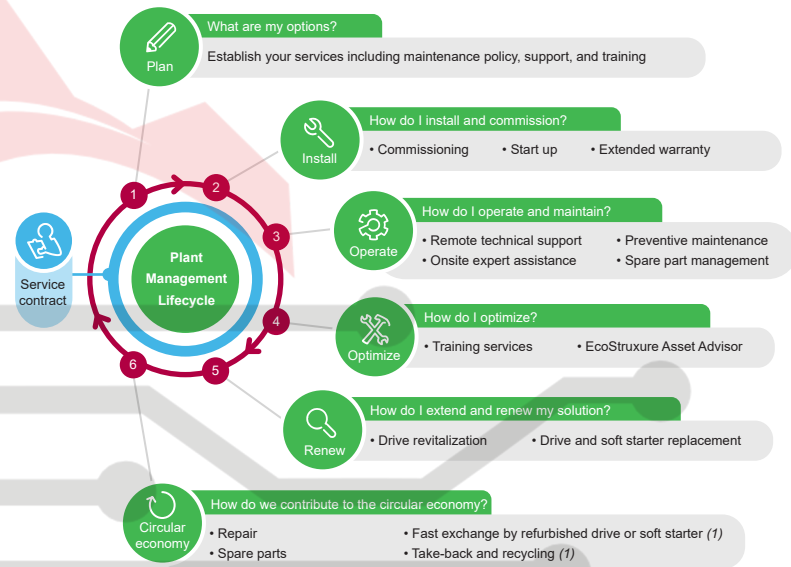 What are my options?
Plan
Establish your services including maintenance policy, support, and training
How do I install and commission?
Install
• Commissioning • Start up • Extended warranty
1
2
3
4
5
6
Plant
Management
Lifecycle
Service
contract
How do I operate and maintain?
Operate
• Remote technical support • Preventive maintenance
• Onsite expert assistance • Spare part management
How do I optimize?
Optimize
• Training services • EcoStruxure Asset Advisor
How do I extend and renew my solution?
Renew
• Drive revitalization • Drive and soft starter replacement
How do we contribute to the circular economy?
Circular
economy
• Repair • Fast exchange by refurbished drive or soft starter (1)
• Spare parts • Take-back and recycling (1)